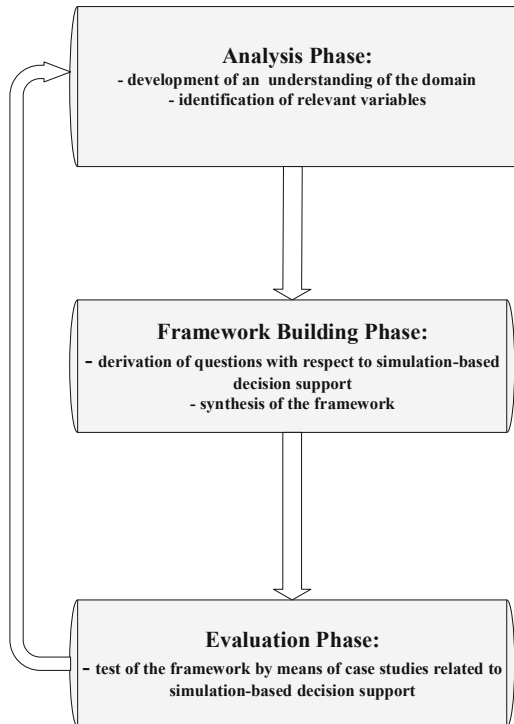 Analysis Phase:
- development of an understanding of the domain
- identification of relevant variables
Framework Building Phase:
- derivation of questions with respect to simulation-based
decision support
- synthesis of the framework
Evaluation Phase:
- test of the framework by means of case studies related to
simulation-based decision support